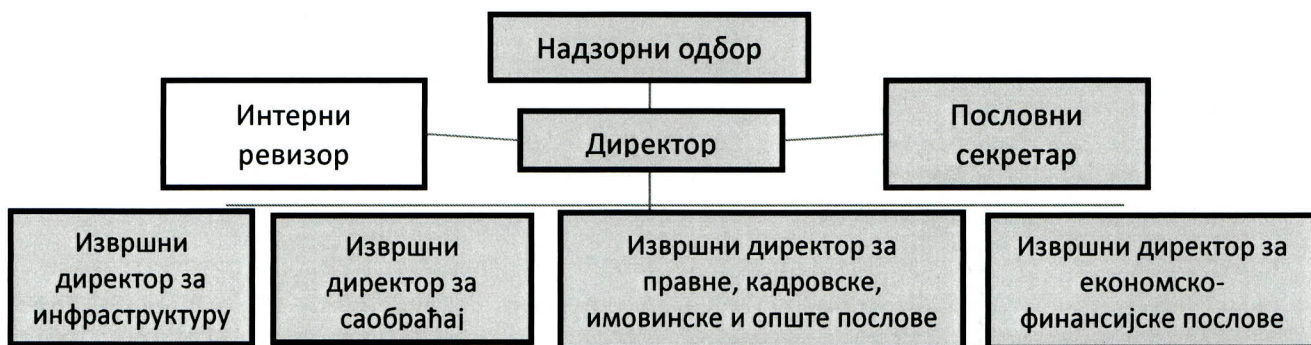 Надзорни одбор
Интерни
ревизор
Директор
Пословни
секретар
Извршни
директор за
инфраструктуру
Извршни
директор за
саобраћај
Извршни директор за
правне, кадровске,
имовинске и опште послове
Извршни директор за
економско-
финансијске послове